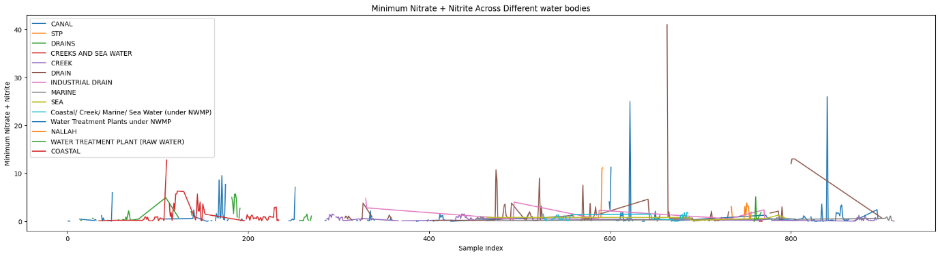 Minimum Nitrate + Nitrite Across Different water bodies
CANAL
STP
DRAINS
CREEKS AND SEA WATER
CREEK
DRAIN
INDUSTRIAL DRAIN
MARINE
SEA
Coastal/ Creek/ Marine/ Sea Water (under NWMP)
Water Treatment Plants under NWMP
NALLAH
WATER TREATMENT PLANT (RAW WATER)
COASTAL
Minimum Nitrate + Nitrite
40
30
20
10
0
0 200 400 600 800
Sample Index